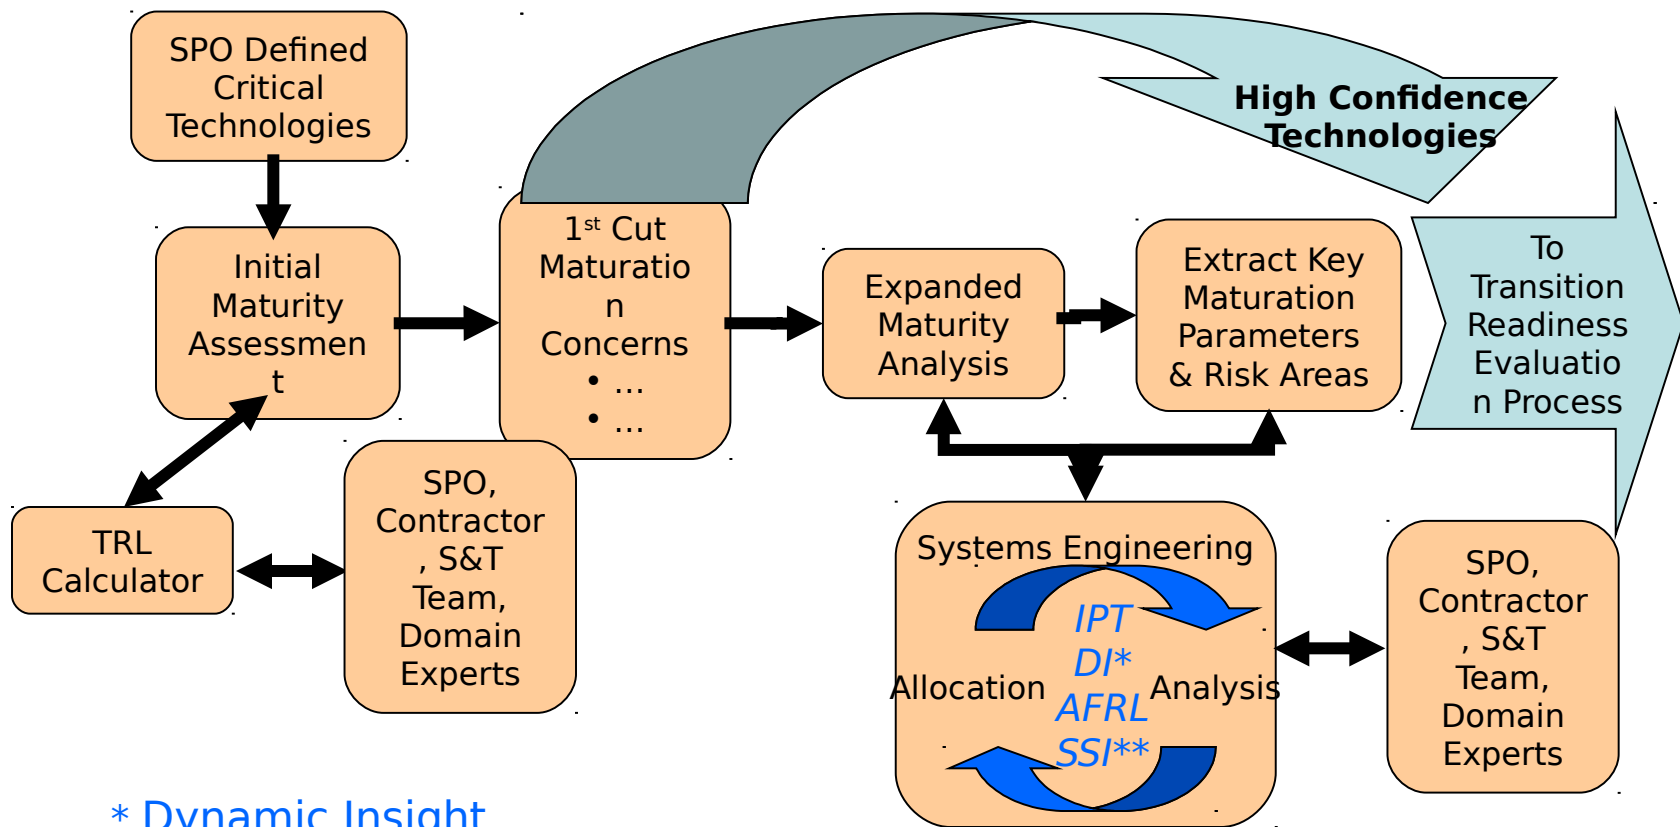 SPO Defined
Critical
Technologies
High Confidence
Technologies
Initial
Maturity
Assessmen
t
1st Cut
Maturatio
n
Concerns
• ...
• ...
Expanded
Maturity
Analysis
Extract Key
Maturation
Parameters
& Risk Areas
To
Transition
Readiness
Evaluatio
n Process
TRL
Calculator
SPO,
Contractor
, S&T
Team,
Domain
Experts
Systems Engineering
IPT
DI*
Allocation
Analysis
AFRL
SSI**
SPO,
Contractor
, S&T
Team,
Domain
Experts
* Dynamic Insight